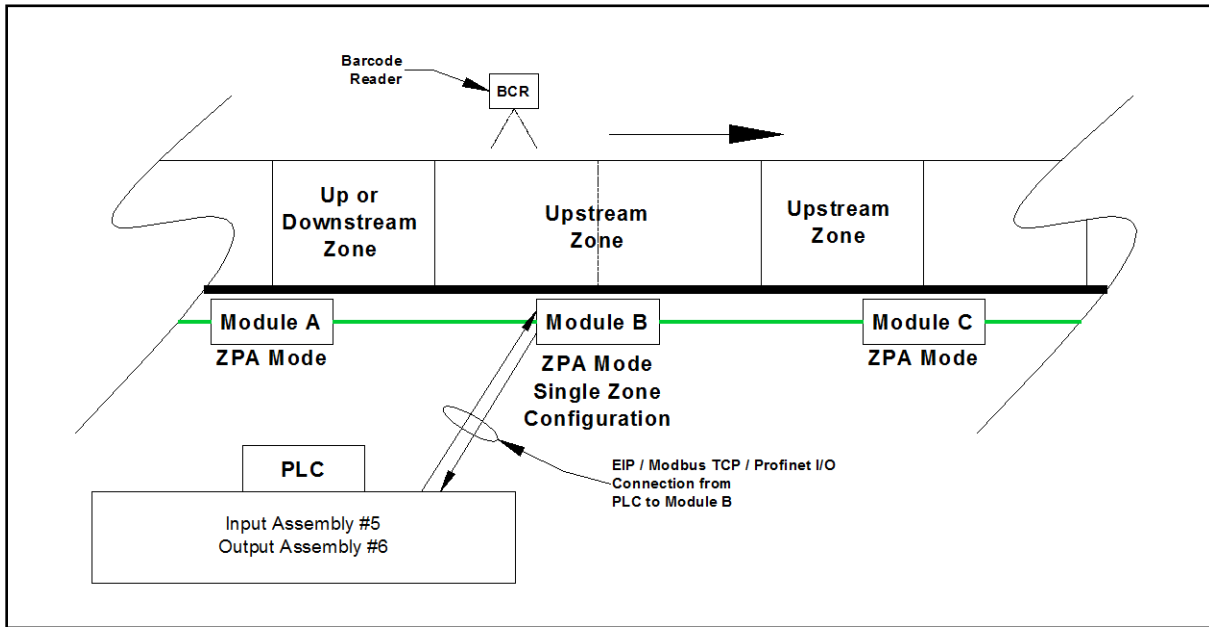 Barcode
Reader
BCR
Up or
Downstream
Zone
Upstream
Zone
Upstream
Zone
Module A
ZPA Mode
Module B
ZPA Mode
Single Zone
Configuration
Module C
ZPA Mode
EIP / Modbus TCP / Profinet I/O
Connection from
PLC to Module B
PLC
Input Assembly #5
Output Assembly #6